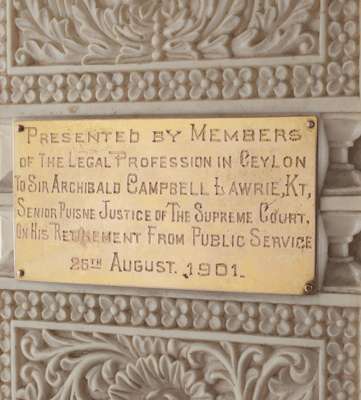 PRESENTED BY MEMBERS
OF THE LEGAL PROFESSION IN CEYLON
TO SIR ARCHIBALD CAMPBELL LAWRIE, KT,
SENIOR PUISNE JUSTICE OF THE SUPREME COURT,
ON HIS RETIREMENT FROM PUBLIC SERVICE
26TH AUGUST. 1901.